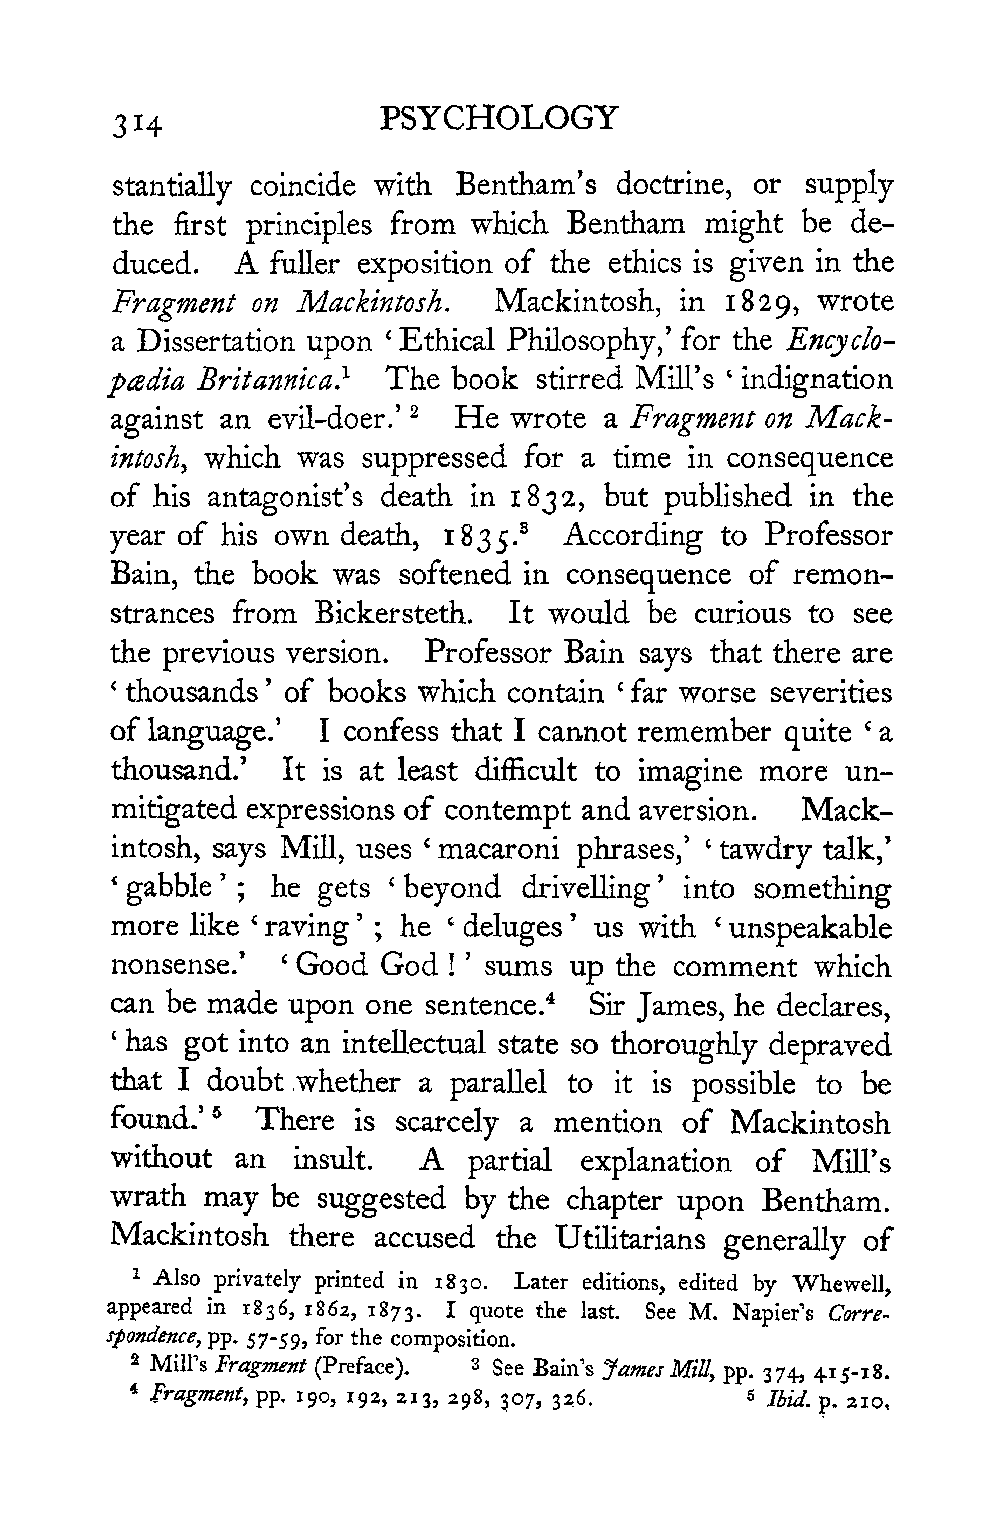 314 PSYCHOLOGY
stantially coincide with Bentham's doctrine, or supply
the first principles from which Bentham might be de-
duced. A fuller exposition of the ethics is given in the
Fragment on Mackintosh. Mackintosh, in 1829, wrote
a Dissertation upon ‘Ethical Philosophy,’ for the Encyclo-
pædia Britannica.¹ The book stirred Mill's ‘indignation
against an evil-doer.’ ² He wrote a Fragment on Mack-
intosh, which was suppressed for a time in consequence
of his antagonist's death in 1832, but published in the
year of his own death, 1835.³ According to Professor
Bain, the book was softened in consequence of remon-
strances from Bickersteth. It would be curious to see
the previous version. Professor Bain says that there are
‘thousands’ of books which contain ‘far worse severities
of language.’ I confess that I cannot remember quite ‘a
thousand.’ It is at least difficult to imagine more un-
mitigated expressions of contempt and aversion. Mack-
intosh, says Mill, uses ‘macaroni phrases,’ ‘tawdry talk,’
‘gabble’; he gets ‘beyond drivelling’ into something
more like ‘raving’; he ‘deluges’ us with ‘unspeakable
nonsense.’ ‘Good God!’ sums up the comment which
can be made upon one sentence.⁴ Sir James, he declares,
‘has got into an intellectual state so thoroughly depraved
that I doubt whether a parallel to it is possible to be
found.’ ⁵ There is scarcely a mention of Mackintosh
without an insult. A partial explanation of Mill's
wrath may be suggested by the chapter upon Bentham.
Mackintosh there accused the Utilitarians generally of
¹ Also privately printed in 1830. Later editions, edited by Whewell,
appeared in 1836, 1862, 1873. I quote the last. See M. Napier's Corre-
spondence, pp. 57-59, for the composition.
² Mill's Fragment (Preface). ³ See Bain's James Mill, pp. 374, 415-18.
⁴ Fragment, pp. 190, 192, 213, 298, 307, 326. ⁵ Ibid. p. 210.